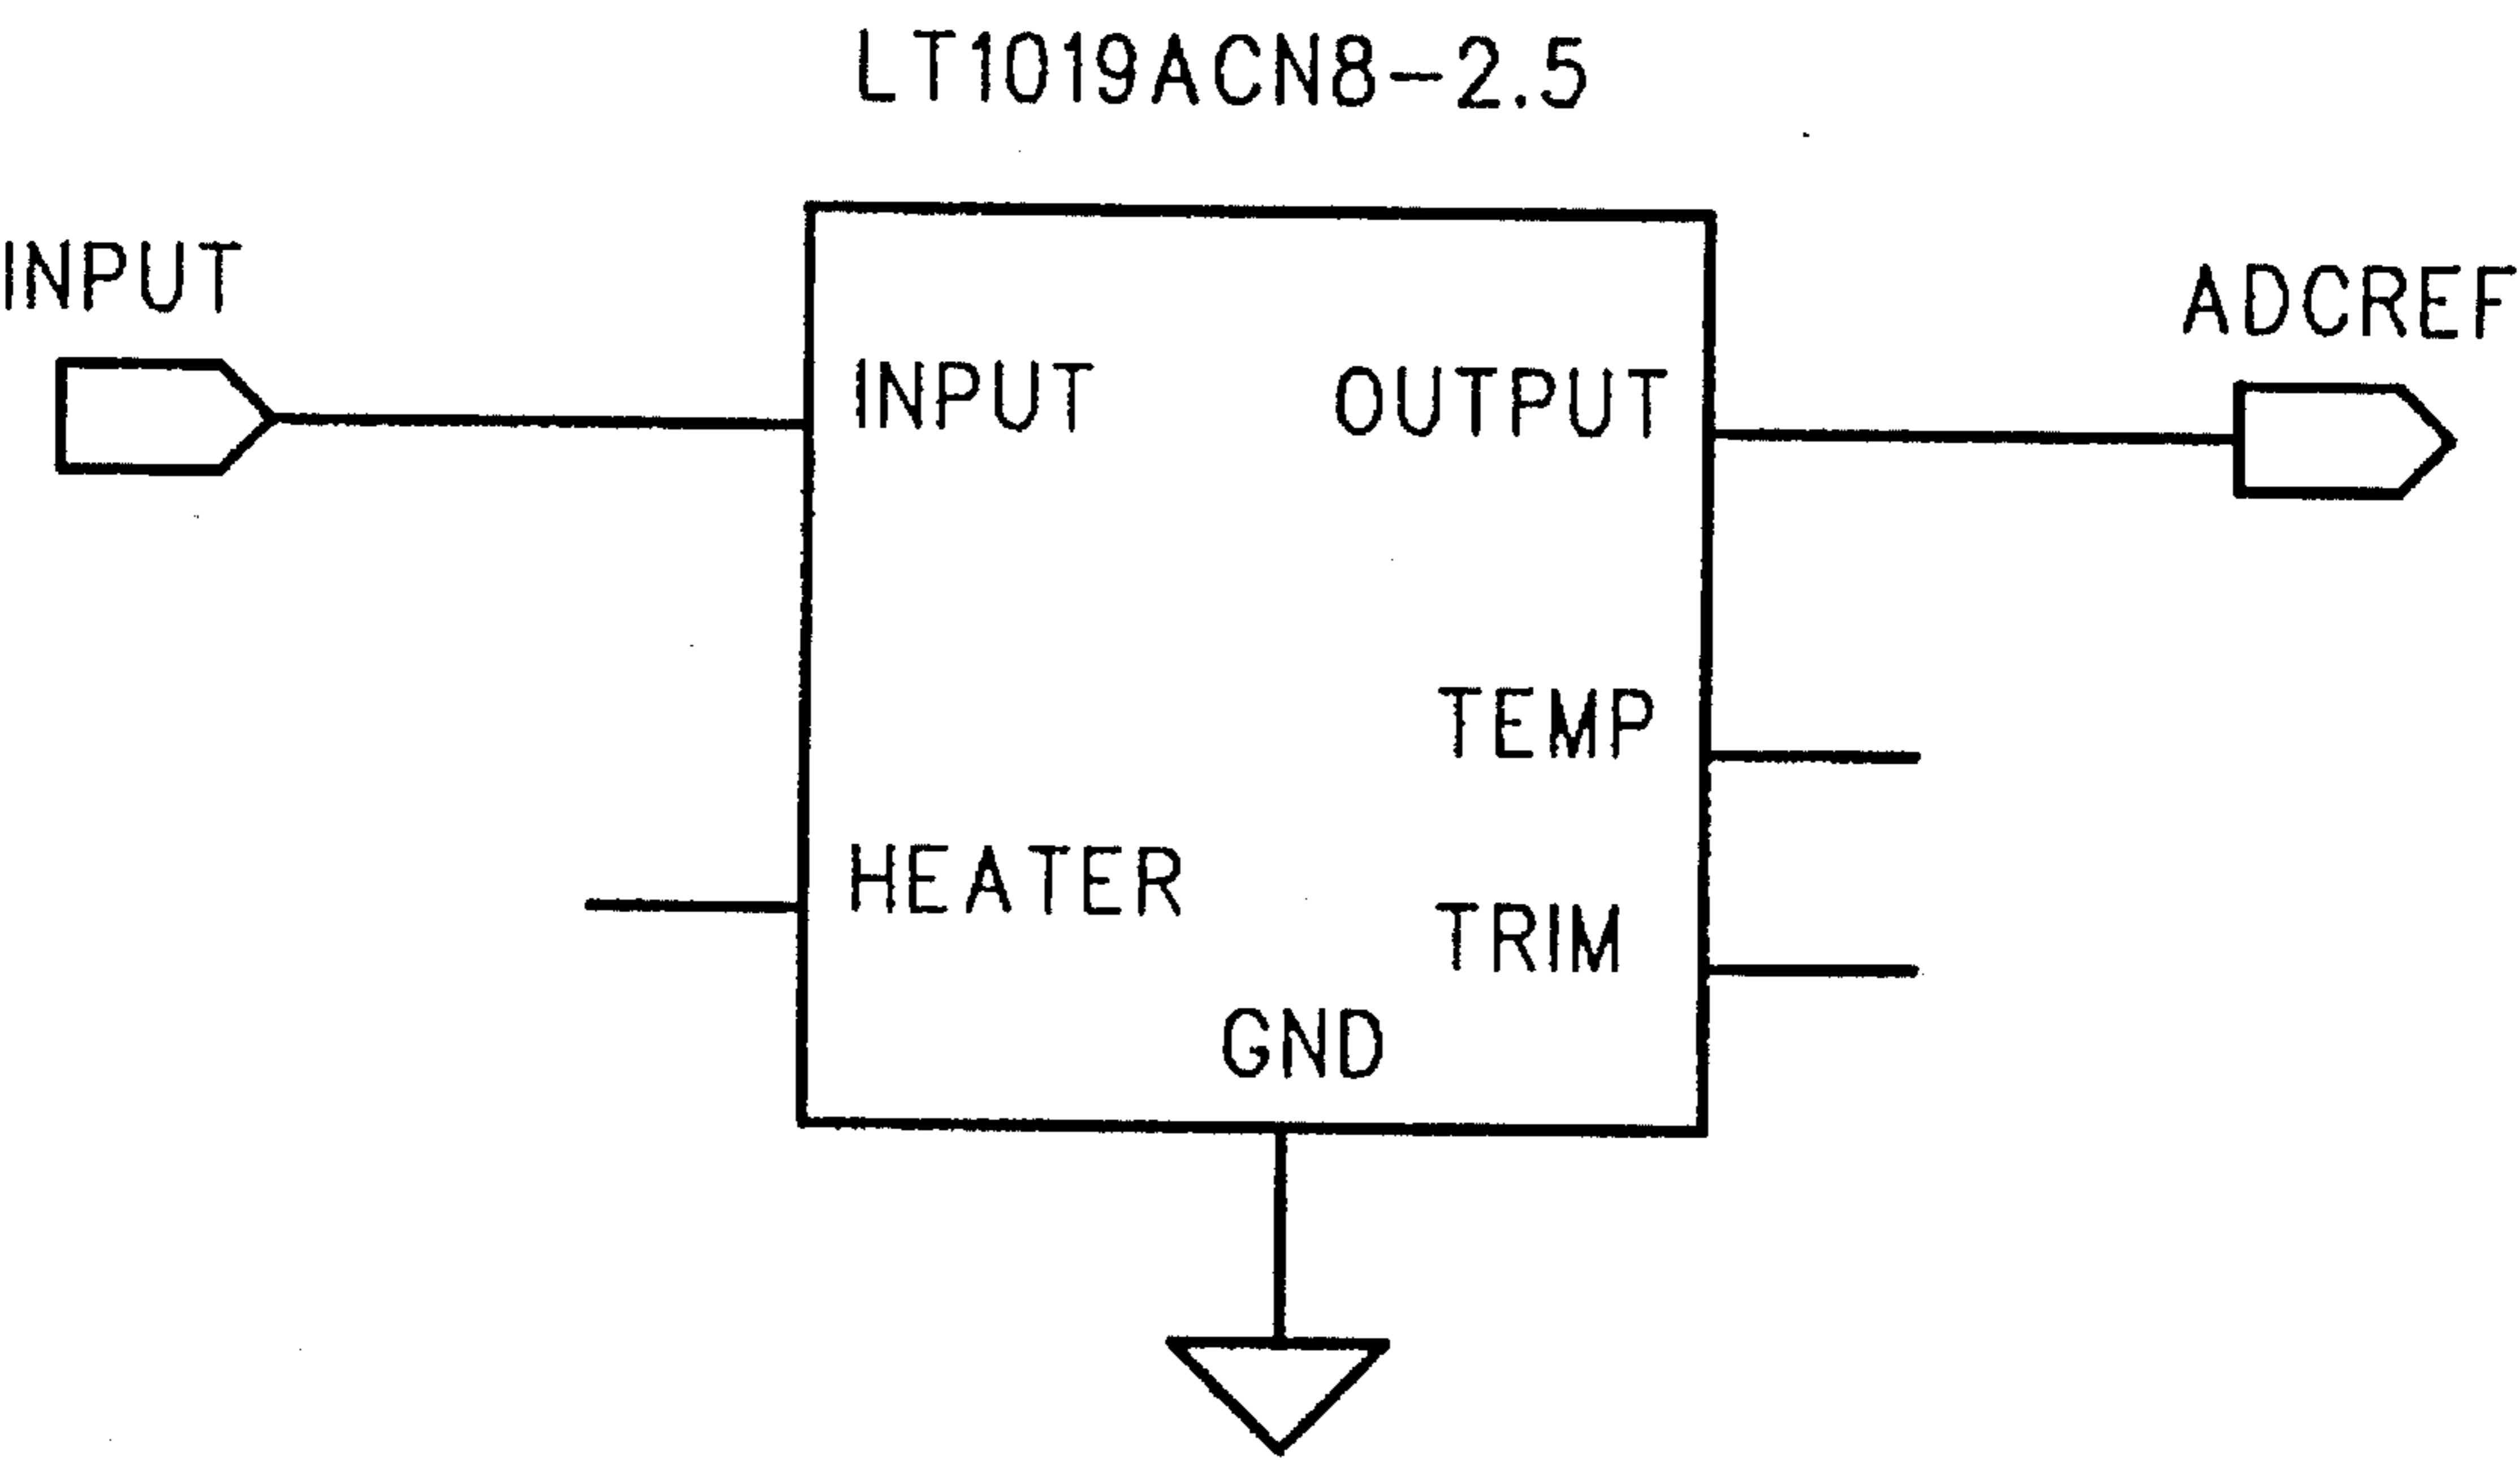 LT1019ACN8-2.5
INPUT
ADCREF
INPUT
OUTPUT
TEMP
HEATER
TRIM
GND